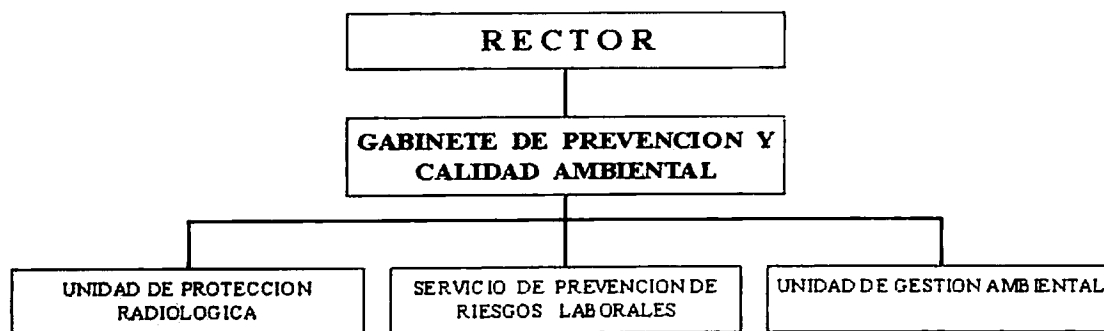 RECTOR
GABINETE DE PREVENCION Y
CALIDAD AMBIENTAL
UNIDAD DE PROTECCION
RADIOLOGICA
SERVICIO DE PREVENCION DE
RIESGOS LABORALES
UNIDAD DE GESTION AMBIENTAL